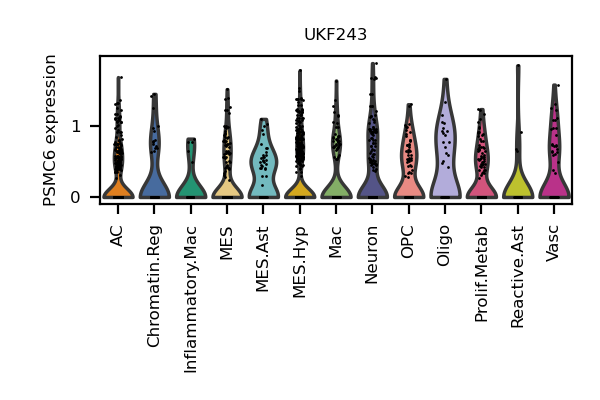 UKF243
PSMC6 expression
1
0
AC
Chromatin.Reg
Inflammatory.Mac
MES
MES.Ast
MES.Hyp
Mac
Neuron
OPC
Oligo
Prolif.Metab
Reactive.Ast
Vasc